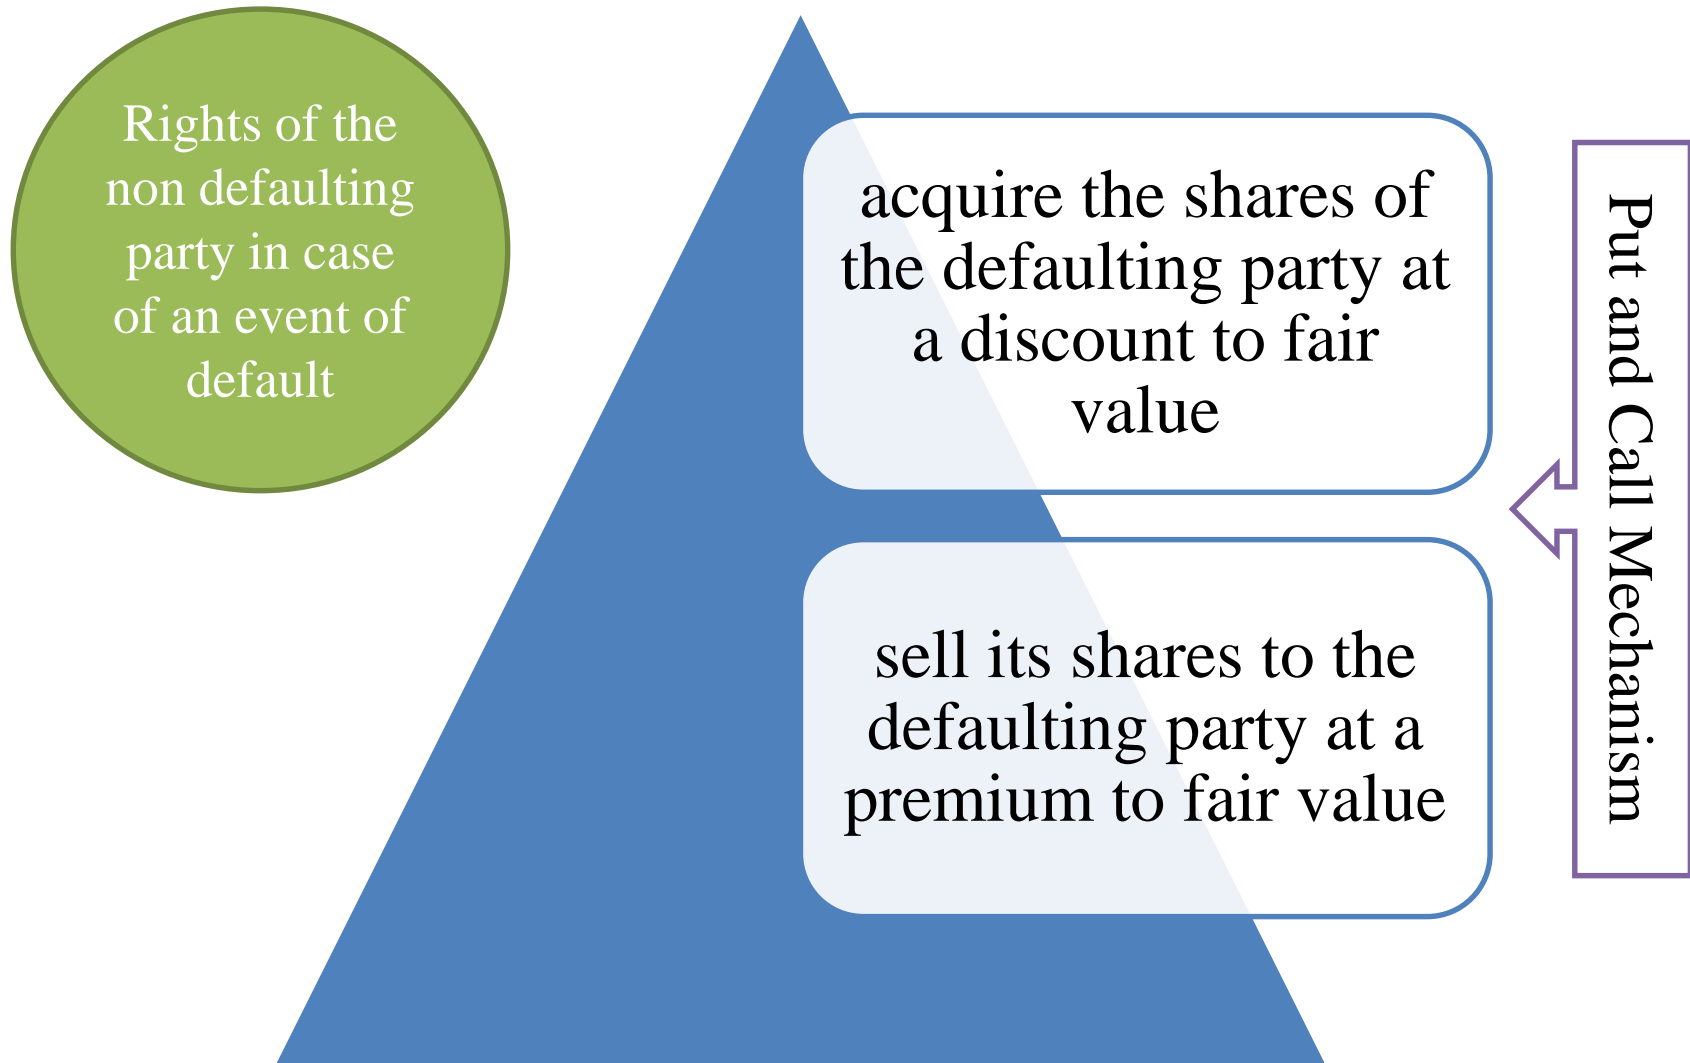 Rights of the
non defaulting
party in case
of an event of
default
acquire the shares of
the defaulting party at
a discount to fair
value
sell its shares to the
defaulting party at a
premium to fair value
Put and Call Mechanism